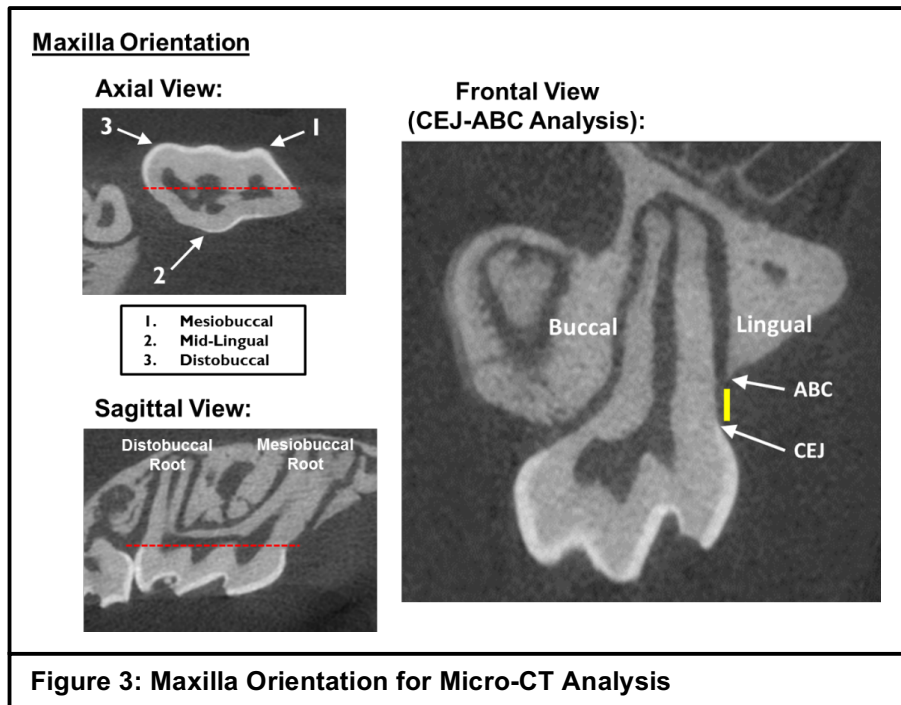 Maxilla Orientation
Axial View:
3
1
2
1. Mesiobuccal
2. Mid-Lingual
3. Distobuccal
Sagittal View:
Distobuccal Root
Mesiobuccal Root
Frontal View
(CEJ-ABC Analysis):
Buccal
Lingual
ABC
CEJ
Figure 3: Maxilla Orientation for Micro-CT Analysis